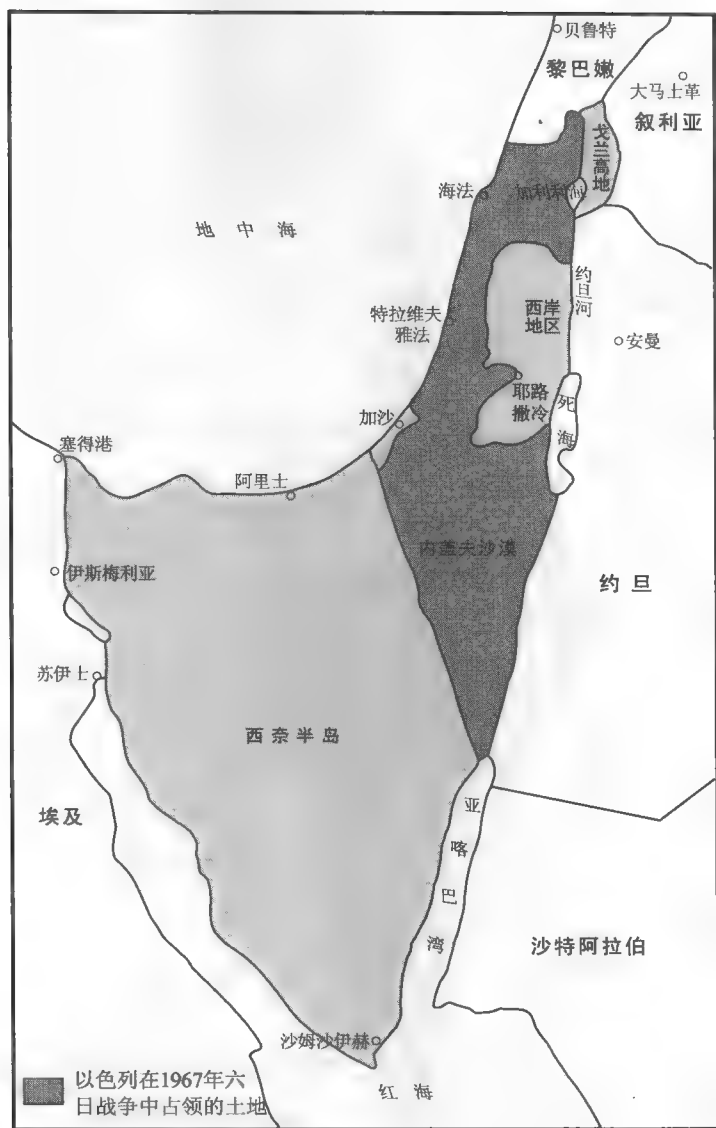 贝鲁特
黎巴嫩
大马士革
叙利亚
戈兰高地
海法
加利利海
地中海
约旦河
特拉维夫
雅法
西岸
地区
安曼
耶路
撒冷
死海
加沙
塞得港
阿里士
内盖夫沙漠
伊斯梅利亚
约旦
苏伊士
西奈半岛
埃及
亚喀巴湾
沙特阿拉伯
沙姆沙伊赫
红海
以色列在1967年六
日战争中占领的土地